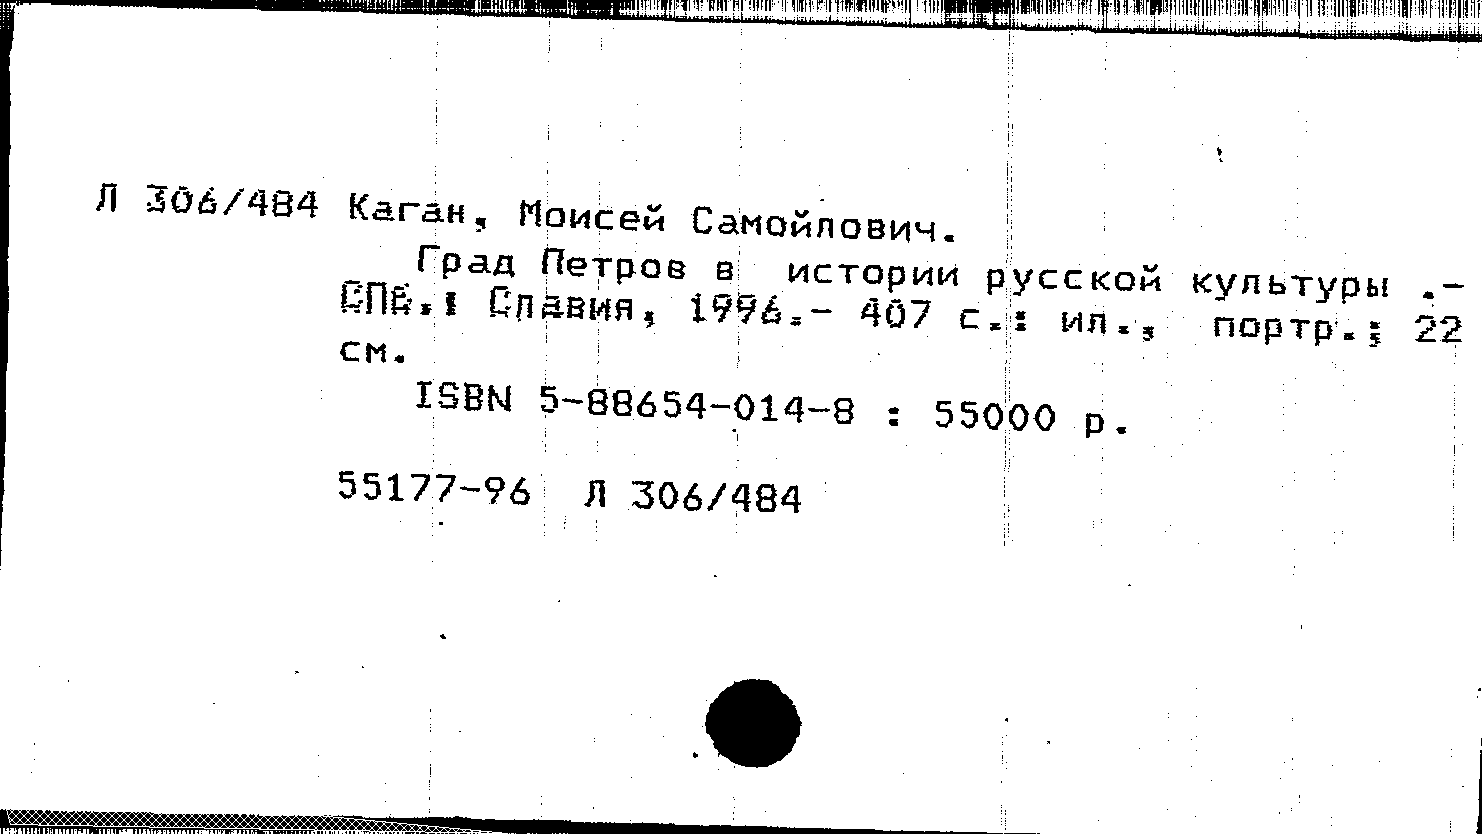 Л 306/484 Каган, Моисей Самойлович.
Град Петров в истории русской культуры .-
СПб.: Славия, 1996.- 407 с.: ил., портр.; 22
см.
ISBN 5-88654-014-8 : 55000 р.
55177-96 Л 306/484